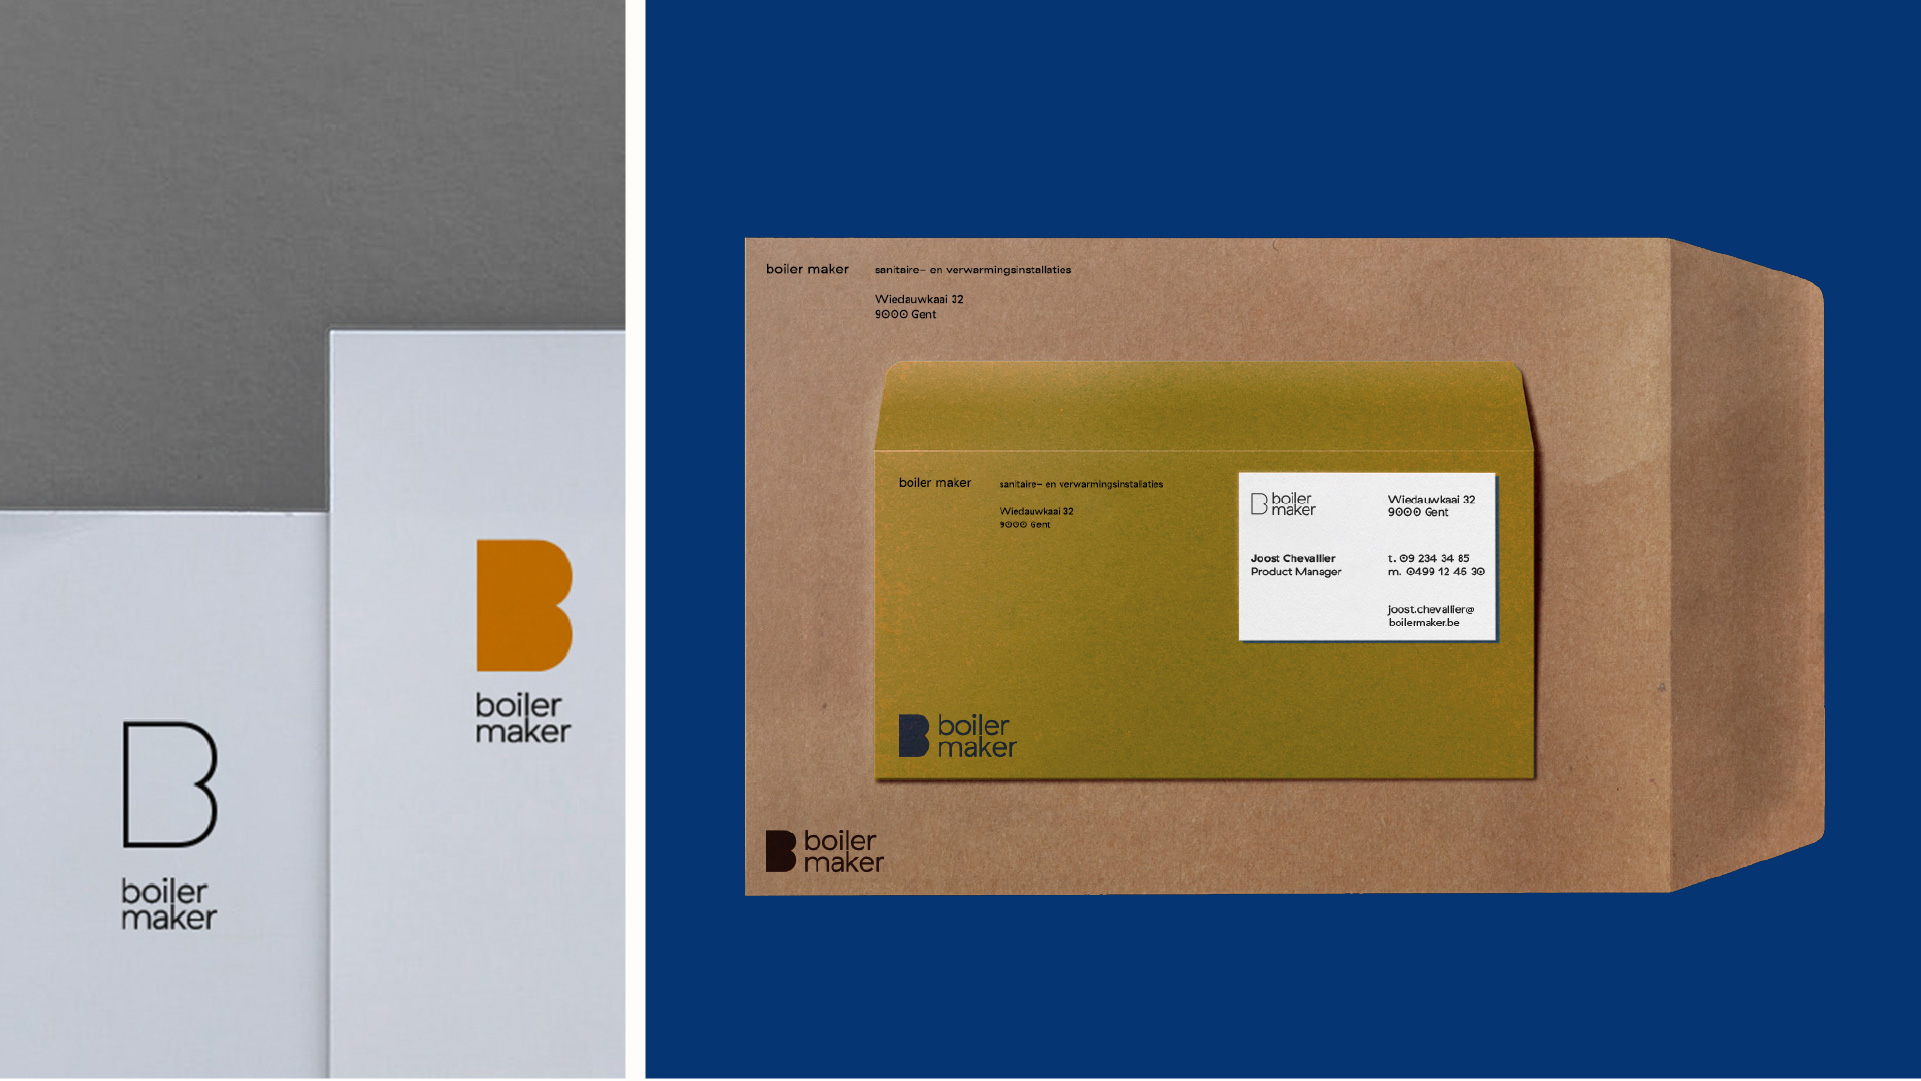 B
boiler
maker
B
boiler
maker
boiler maker sanitaire- en verwarmingsinstallaties
Wiedauwkaai 32
9000 Gent
boiler maker sanitaire- en verwarmingsinstallaties
Wiedauwkaai 32
9000 Gent
B boiler
maker
Wiedauwkaai 32
9000 Gent
Joost Chevallier
Product Manager
t. 09 234 34 85
m. 0499 12 46 30
joost.chevallier@
boilermaker.be
B boiler
maker
B boiler
maker